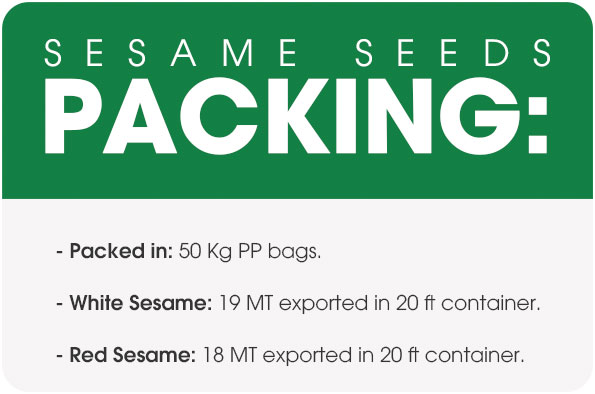 SESAME SEEDS
PACKING:
- Packed in: 50 Kg PP bags.
- White Sesame: 19 MT exported in 20 ft container.
- Red Sesame: 18 MT exported in 20 ft container.